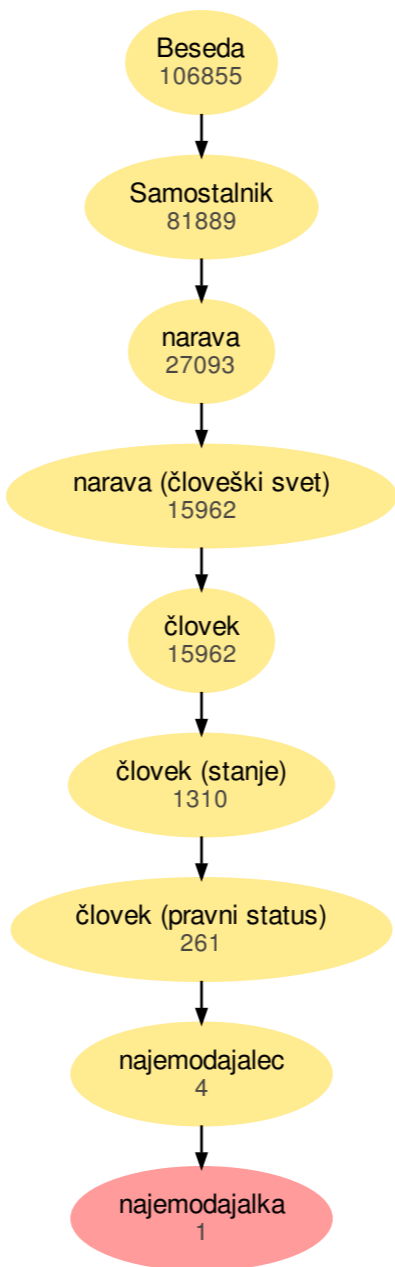 Beseda
106855
Samostalnik
81889
narava
27093
narava (človeški svet)
15962
človek
15962
človek (stanje)
1310
človek (pravni status)
261
najemodajalec
4
najemodajalka
1